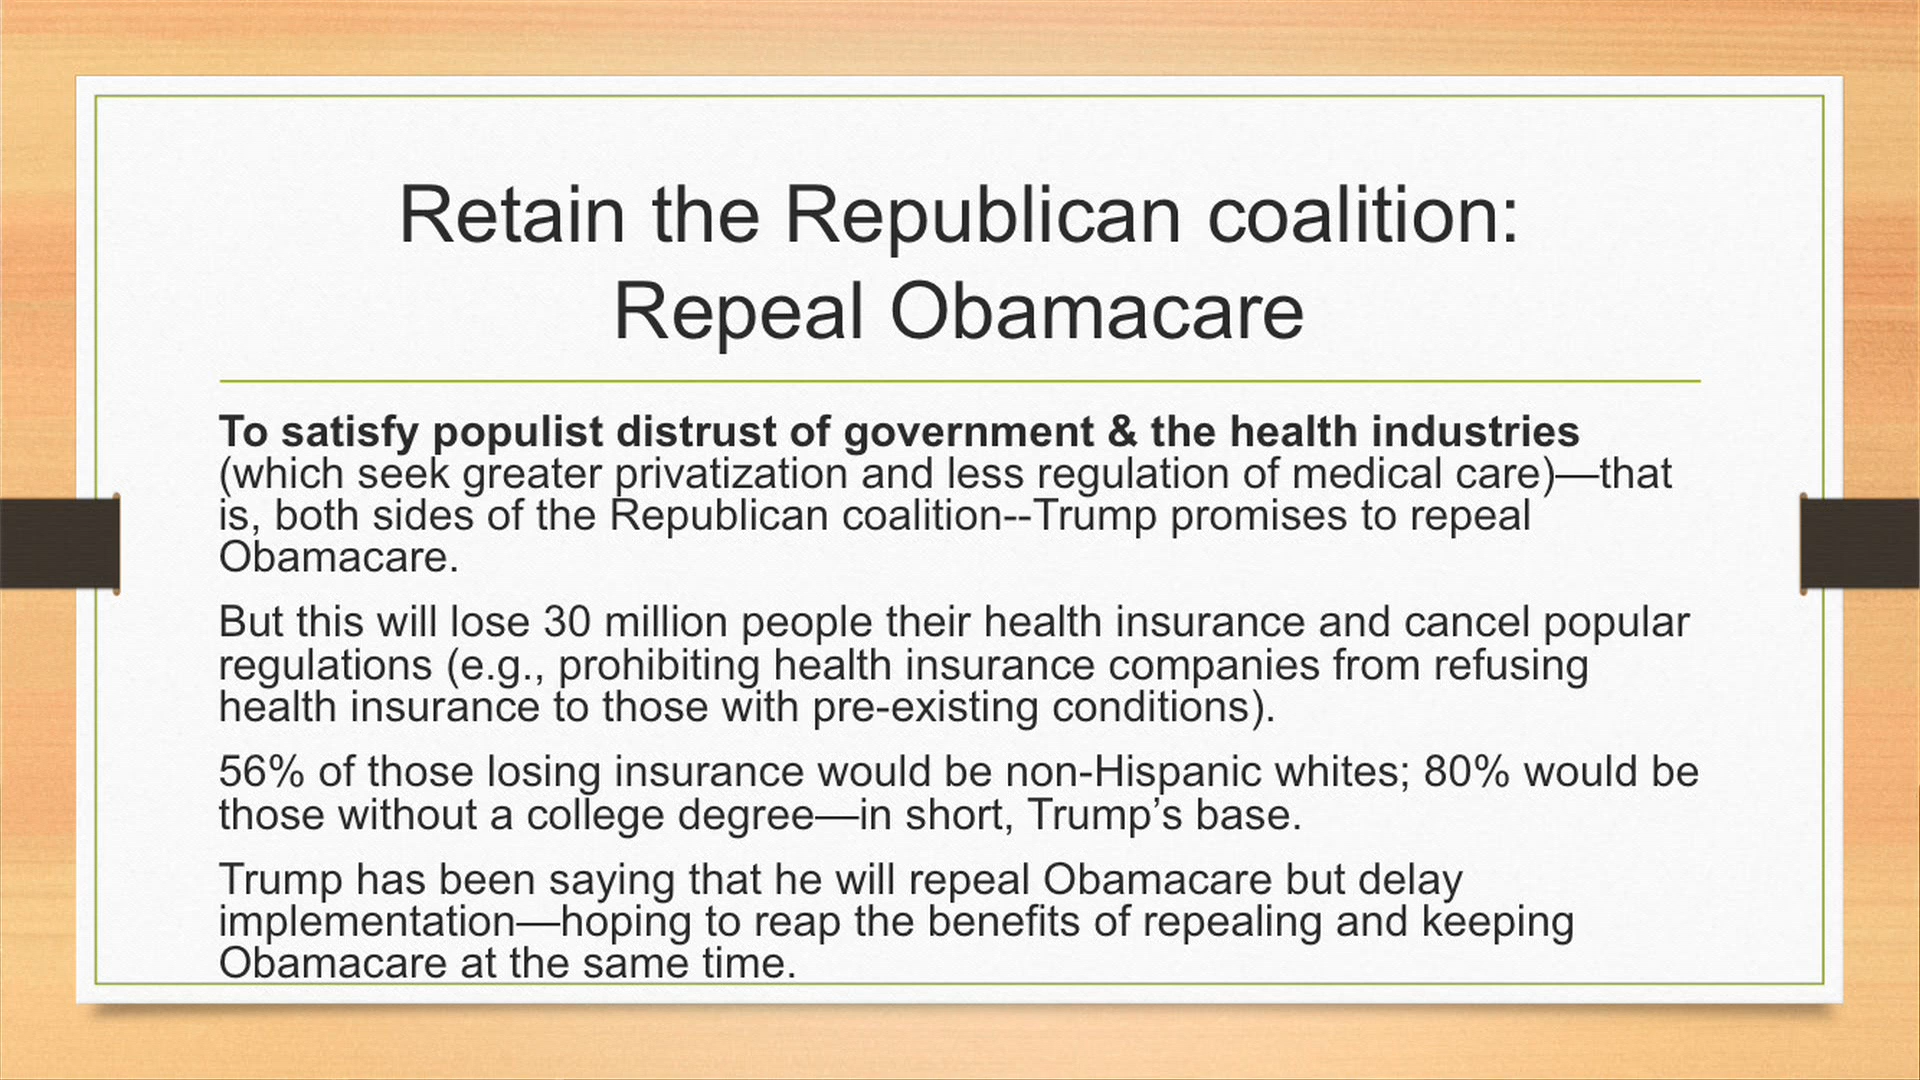 Retain the Republican coalition:
Repeal Obamacare
To satisfy populist distrust of government & the health industries
(which seek greater privatization and less regulation of medical care)—that
is, both sides of the Republican coalition--Trump promises to repeal
Obamacare.
But this will lose 30 million people their health insurance and cancel popular
regulations (e.g., prohibiting health insurance companies from refusing
health insurance to those with pre-existing conditions).
56% of those losing insurance would be non-Hispanic whites; 80% would be
those without a college degree—in short, Trump’s base.
Trump has been saying that he will repeal Obamacare but delay
implementation—hoping to reap the benefits of repealing and keeping
Obamacare at the same time.